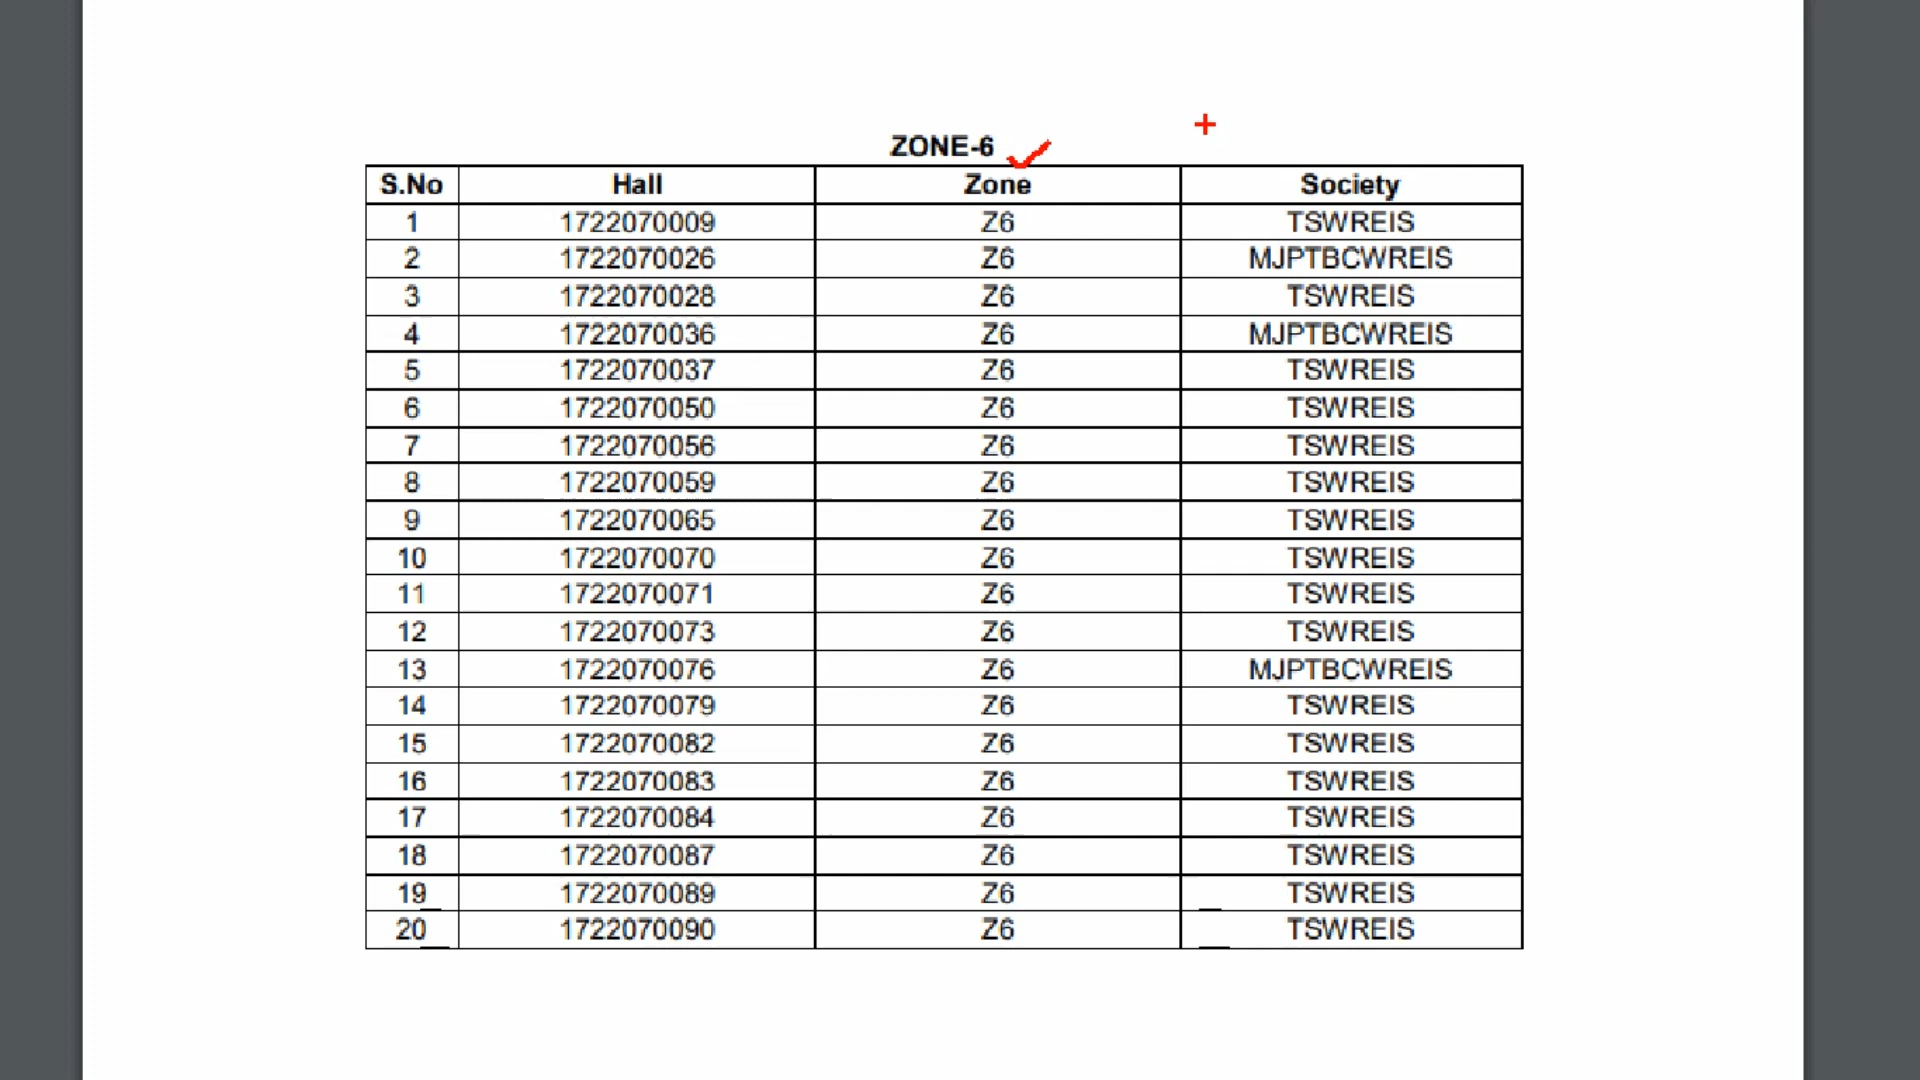 ZONE-6
S.No Hall Zone Society
1 1722070009 Z6 TSWREIS
2 1722070026 Z6 MJPTBCWREIS
3 1722070028 Z6 TSWREIS
4 1722070036 Z6 MJPTBCWREIS
5 1722070037 Z6 TSWREIS
6 1722070050 Z6 TSWREIS
7 1722070056 Z6 TSWREIS
8 1722070059 Z6 TSWREIS
9 1722070065 Z6 TSWREIS
10 1722070070 Z6 TSWREIS
11 1722070071 Z6 TSWREIS
12 1722070073 Z6 TSWREIS
13 1722070076 Z6 MJPTBCWREIS
14 1722070079 Z6 TSWREIS
15 1722070082 Z6 TSWREIS
16 1722070083 Z6 TSWREIS
17 1722070084 Z6 TSWREIS
18 1722070087 Z6 TSWREIS
19 1722070089 Z6 TSWREIS
20 1722070090 Z6 TSWREIS